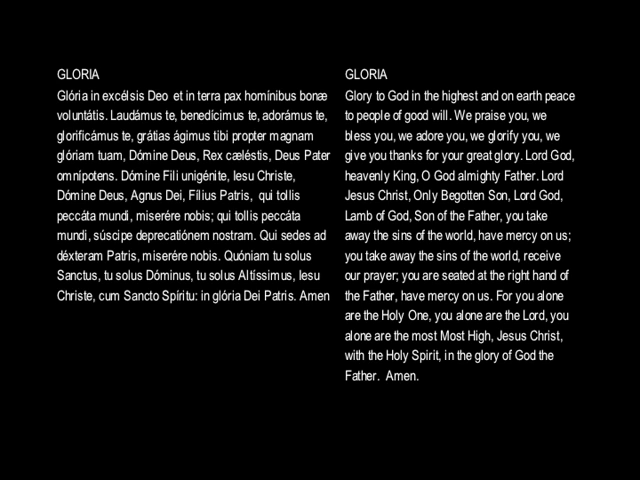 GLORIA
Glória in excélsis Deo et in terra pax homínibus bonæ
voluntátis. Laudámus te, benedícimus te, adorámus te,
glorificámus te, grátias ágimus tibi propter magnam
glóriam tuam, Dómine Deus, Rex cæléstis, Deus Pater
omnípotens. Dómine Fili unigénite, Iesu Christe,
Dómine Deus, Agnus Dei, Fílius Patris, qui tollis
peccáta mundi, miserére nobis; qui tollis peccáta
mundi, súscipe deprecatiónem nostram. Qui sedes ad
déxteram Patris, miserére nobis. Quóniam tu solus
Sanctus, tu solus Dóminus, tu solus Altíssimus, Iesu
Christe, cum Sancto Spíritu: in glória Dei Patris. Amen
GLORIA
Glory to God in the highest and on earth peace
to people of good will. We praise you, we
bless you, we adore you, we glorify you, we
give you thanks for your great glory. Lord God,
heavenly King, O God almighty Father. Lord
Jesus Christ, Only Begotten Son, Lord God,
Lamb of God, Son of the Father, you take
away the sins of the world, have mercy on us;
you take away the sins of the world, receive
our prayer; you are seated at the right hand of
the Father, have mercy on us. For you alone
are the Holy One, you alone are the Lord, you
alone are the most Most High, Jesus Christ,
with the Holy Spirit, in the glory of God the
Father. Amen.